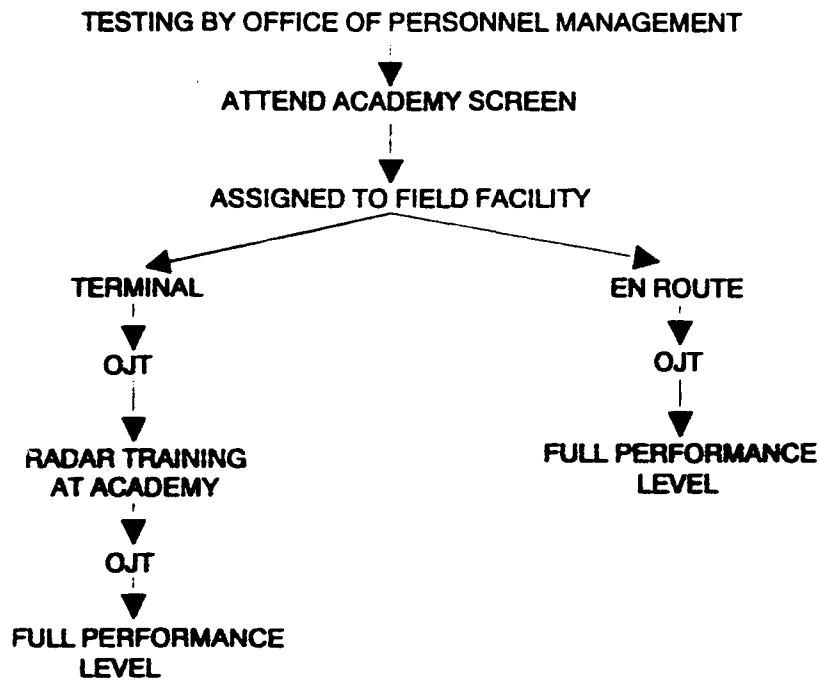 TESTING BY OFFICE OF PERSONNEL MANAGEMENT
ATTEND ACADEMY SCREEN
ASSIGNED TO FIELD FACILITY
TERMINAL
OJT
RADAR TRAINING
AT ACADEMY
OJT
FULL PERFORMANCE
LEVEL
EN ROUTE
OJT
FULL PERFORMANCE
LEVEL